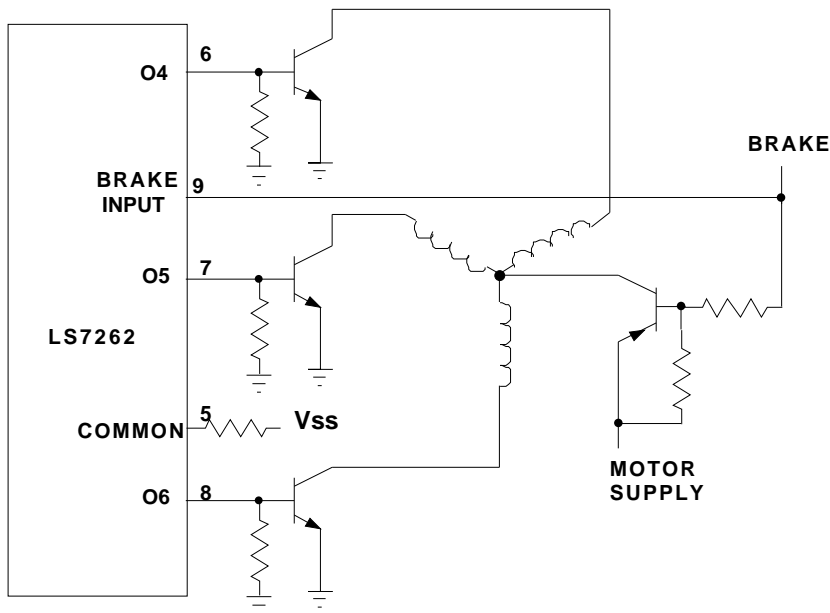 6
O4
BRAKE
BRAKE
INPUT
9
7
O5
LS7262
5
Vss
COMMON
MOTOR
SUPPLY
O6
8